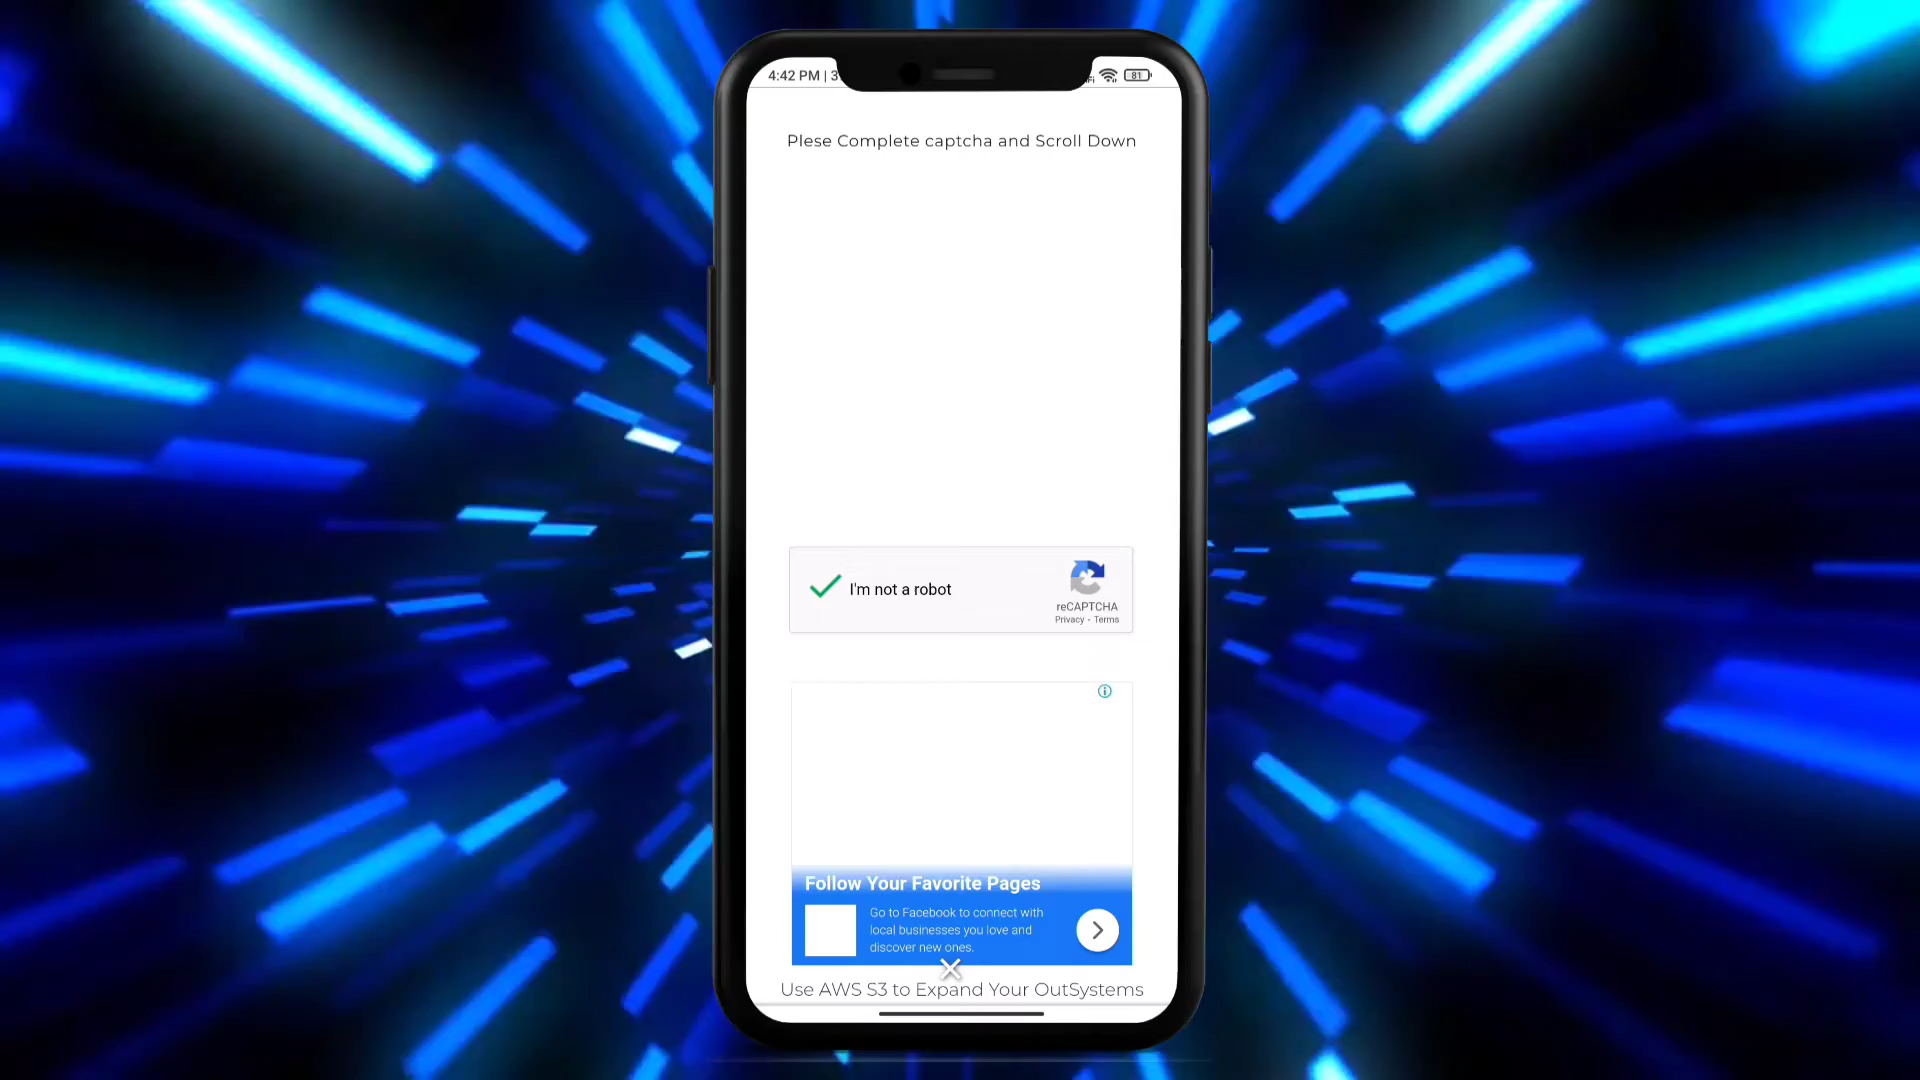 4:42 PM | 3
81
Plese Complete captcha and Scroll Down
I'm not a robot
reCAPTCHA
Privacy - Terms
Follow Your Favorite Pages
Go to Facebook to connect with
local businesses you love and
discover new ones.
Use AWS S3 to Expand Your OutSystems